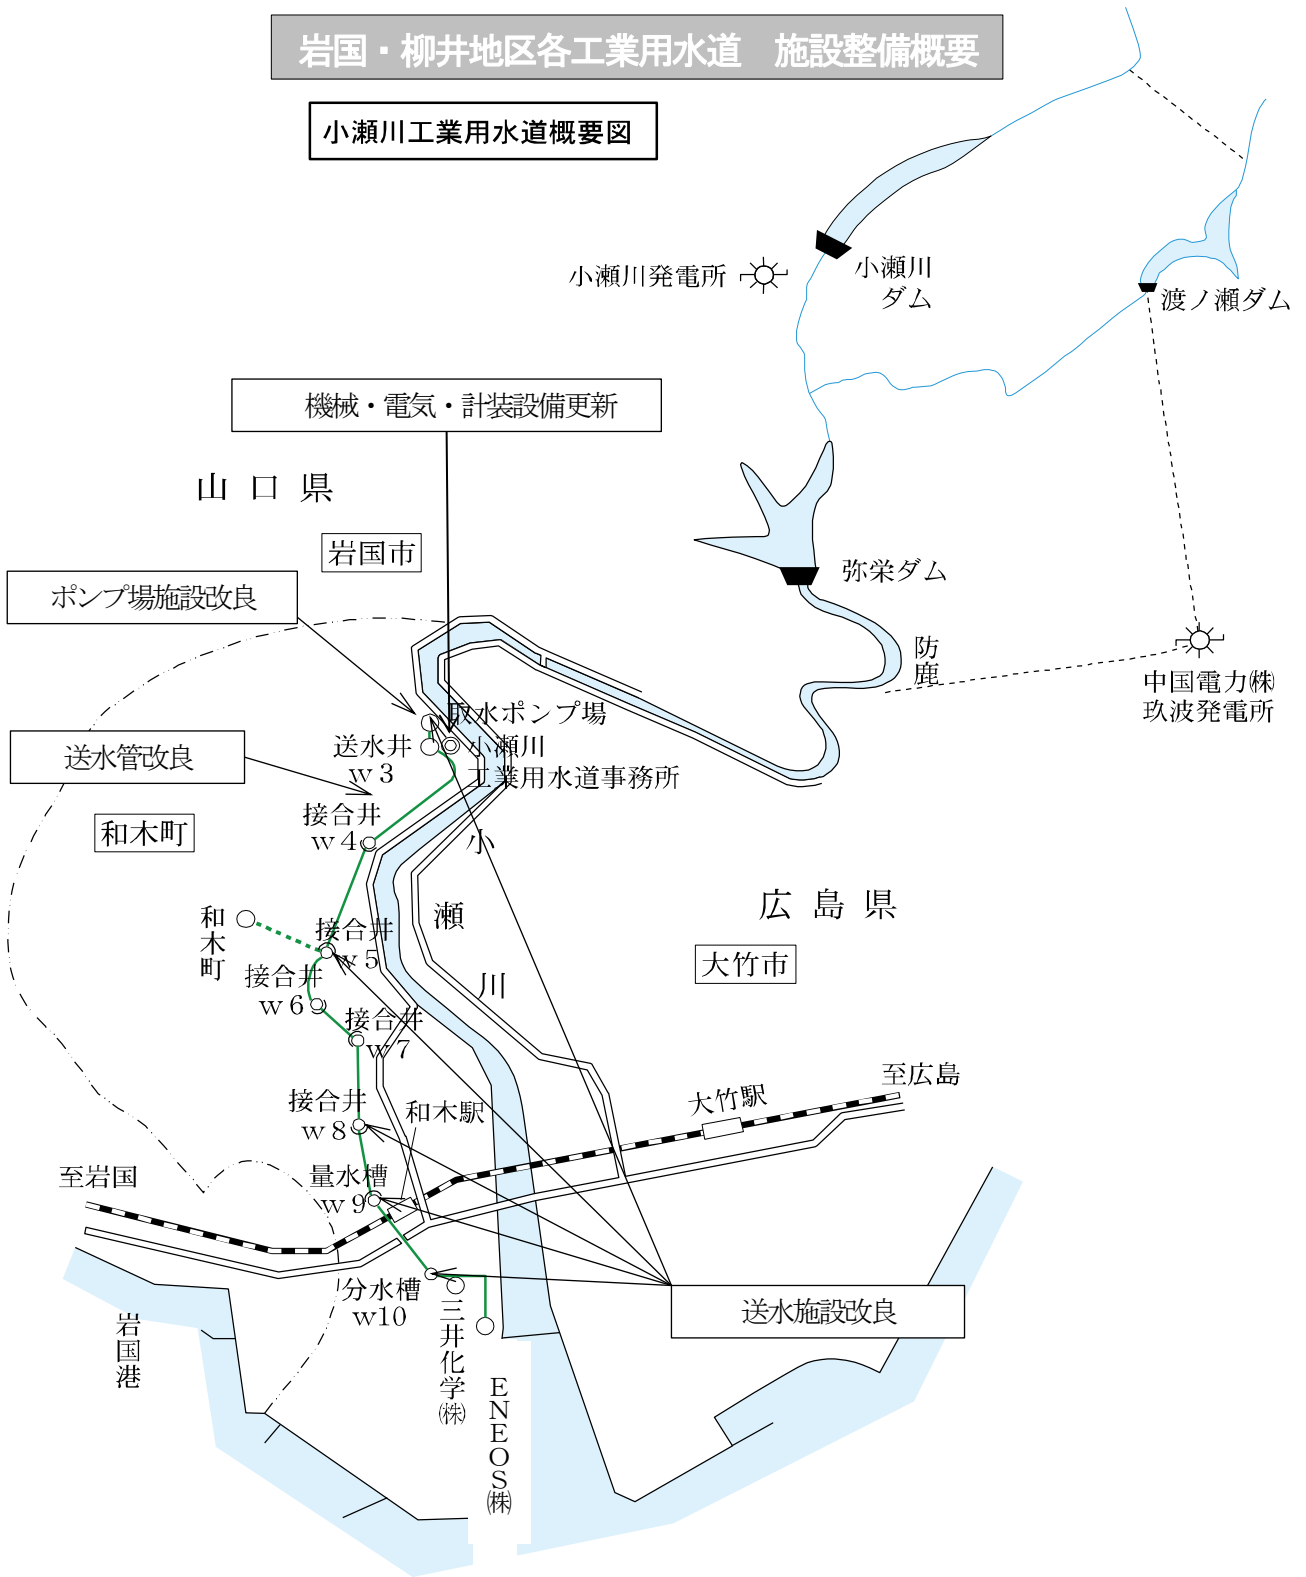 岩国・柳井地区各工業用水道　施設整備概要
小瀬川工業用水道概要図
小瀬川発電所
小瀬川
ダム
渡ノ瀬ダム
機械・電気・計装設備更新
山口県
岩国市
弥栄ダム
ポンプ場施設改良
防鹿
中国電力㈱
玖波発電所
取水ポンプ場
送水井
ｗ３
小瀬川
工業用水道事務所
送水管改良
接合井
ｗ４
和木町
小瀬川
広島県
大竹市
和木町
接合井
ｗ５
接合井
ｗ６
接合井
ｗ７
至広島
大竹駅
接合井
ｗ８
和木駅
至岩国
量水槽
ｗ９
分水槽
ｗ10
送水施設改良
岩国港
三井化学㈱
ＥＮＥＯＳ㈱